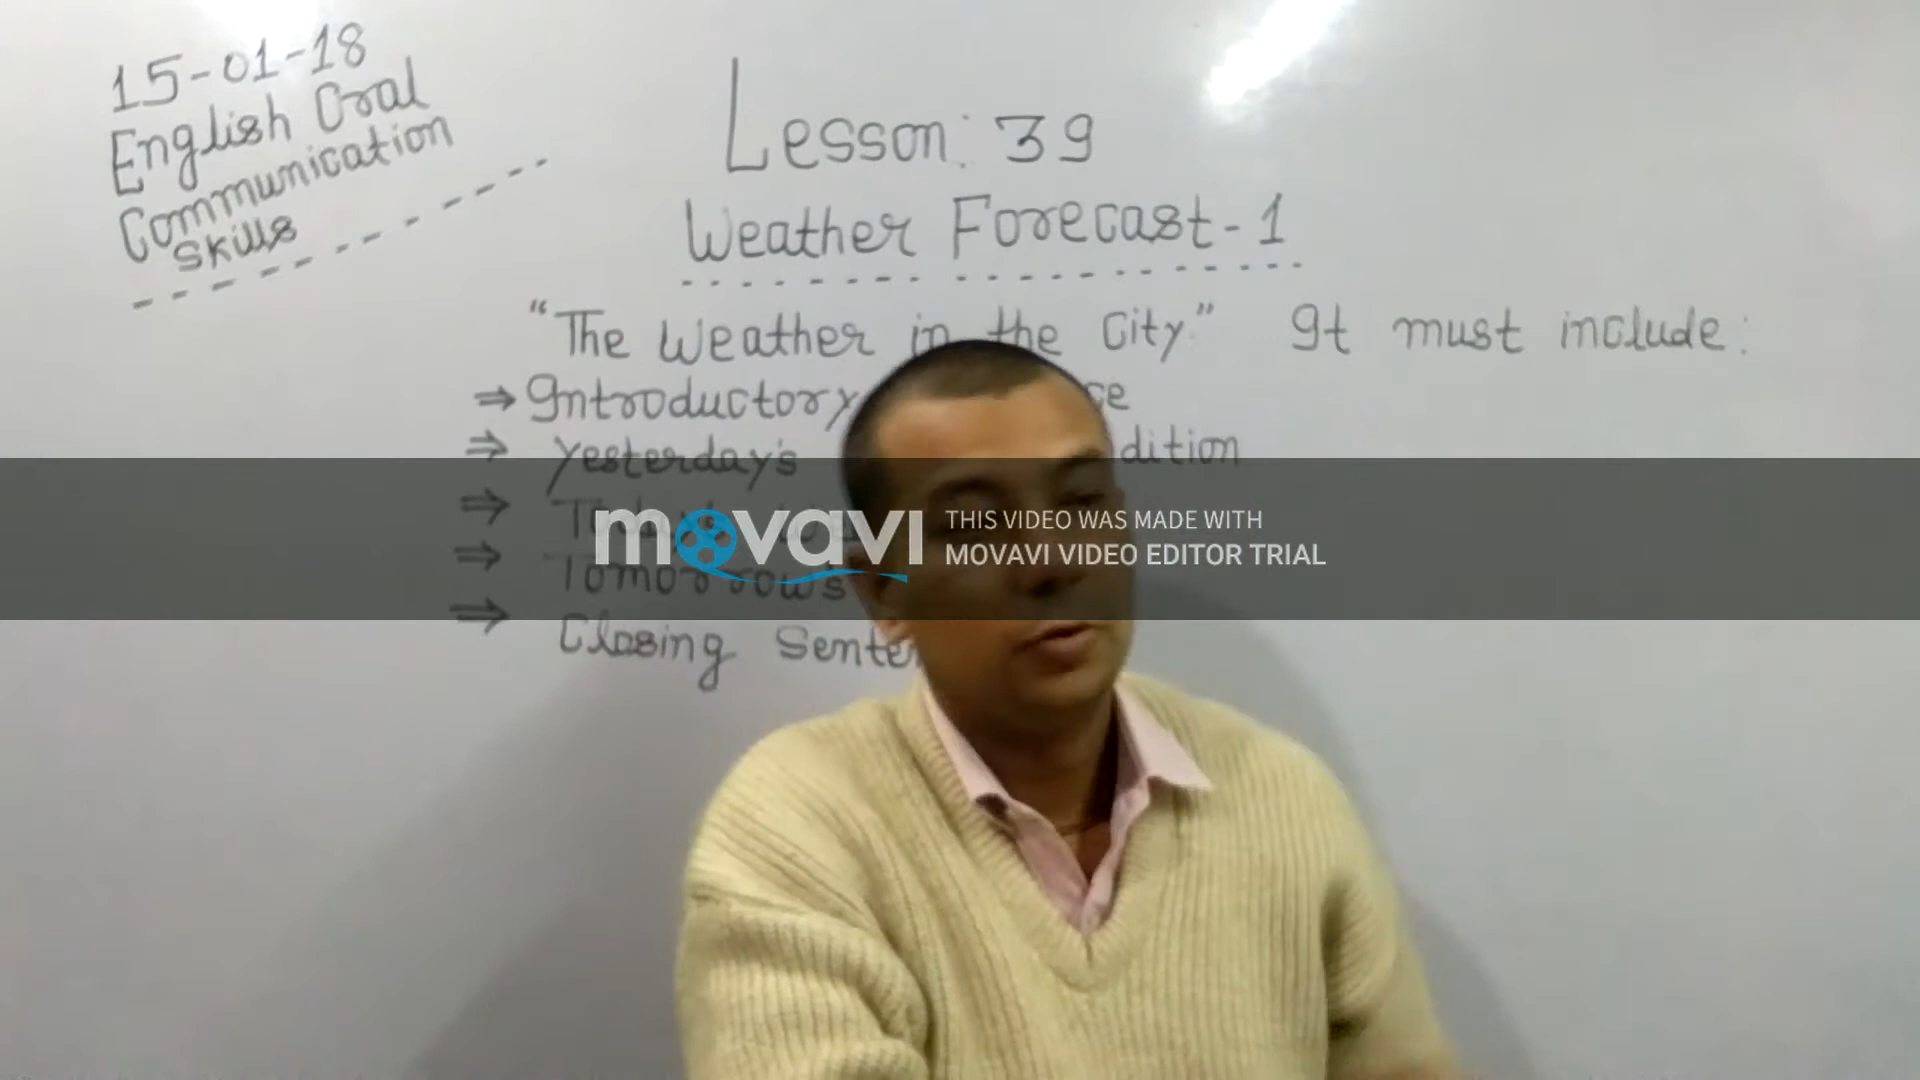 15-01-18
English Oral
Communication
Skills
Lesson: 39
Weather Forecast-1
"The Weather in the City." It must include:
⇒ Introductory
⇒ Yesterday's
⇒
⇒ Tomorrow's
⇒ Closing
movavi
THIS VIDEO WAS MADE WITH
MOVAVI VIDEO EDITOR TRIAL